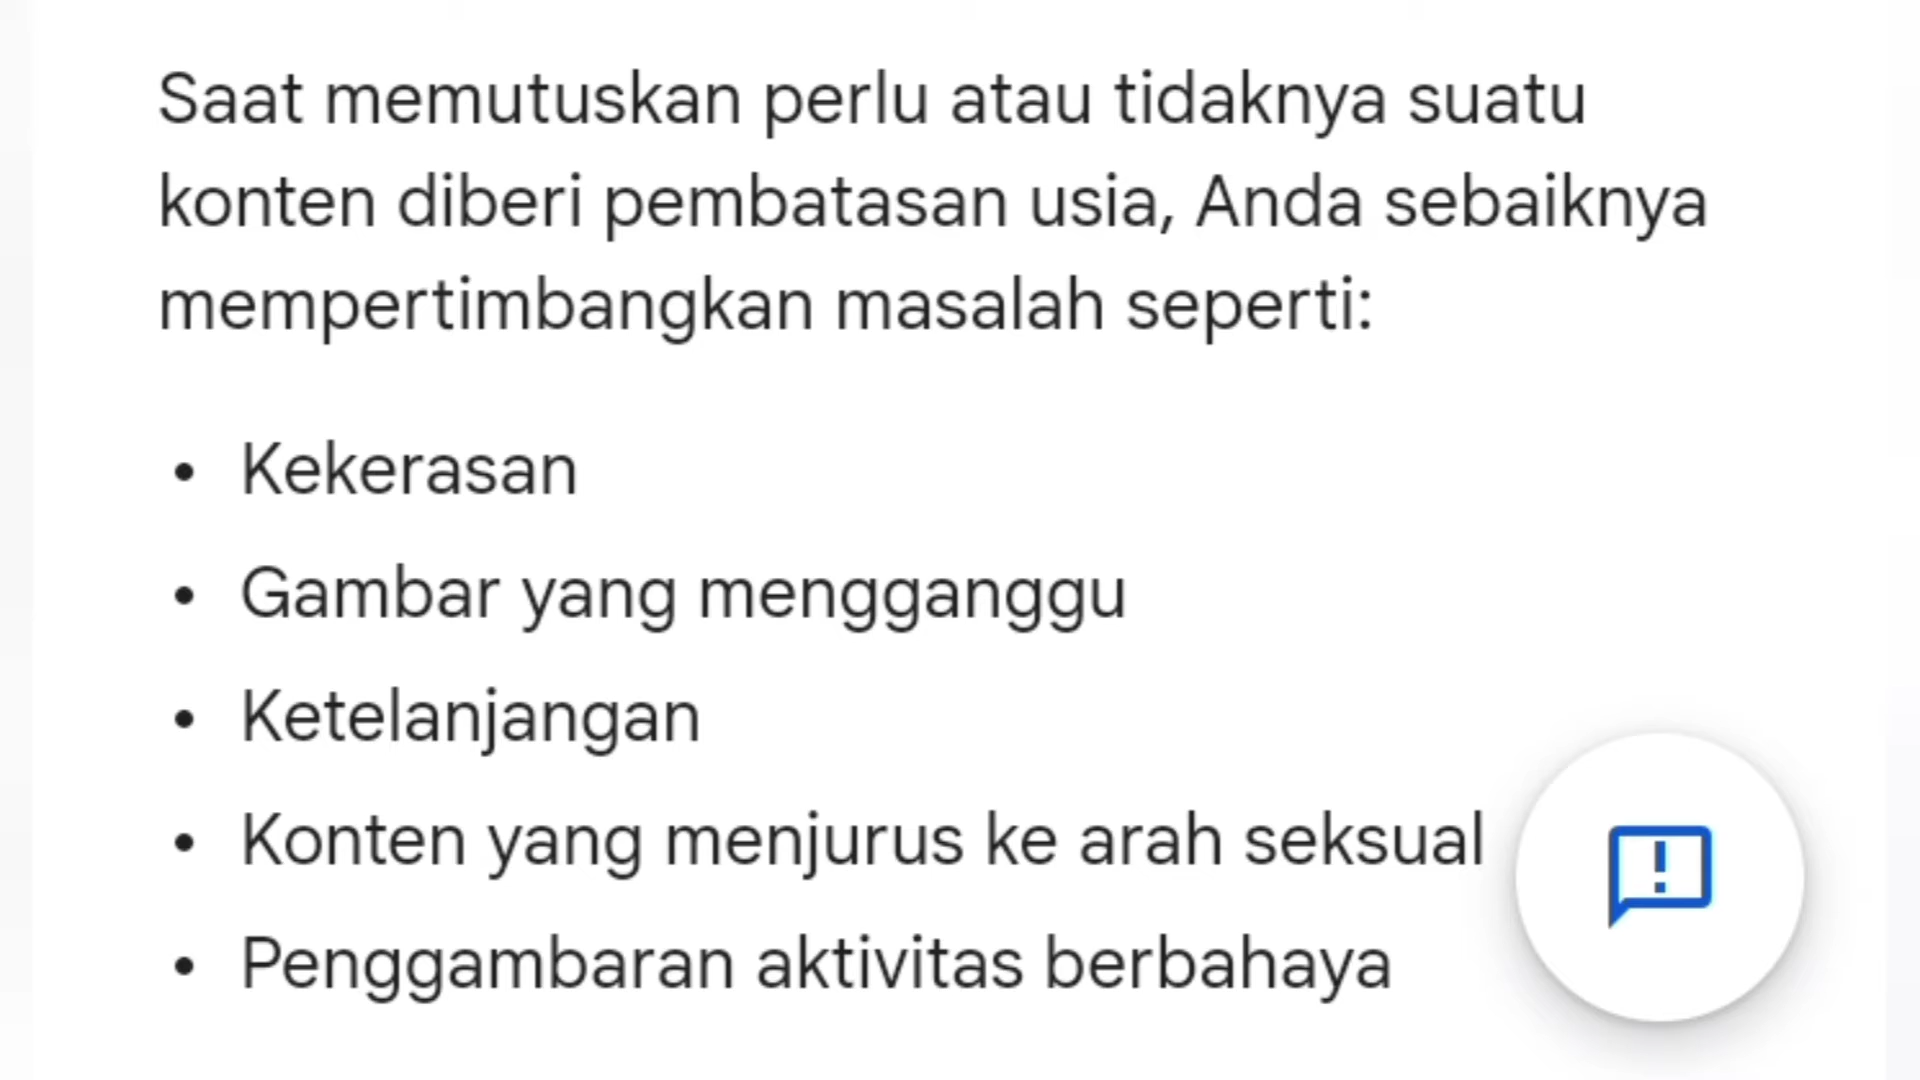 Saat memutuskan perlu atau tidaknya suatu
konten diberi pembatasan usia, Anda sebaiknya
mempertimbangkan masalah seperti:
• Kekerasan
• Gambar yang mengganggu
• Ketelanjangan
• Konten yang menjurus ke arah seksual
• Penggambaran aktivitas berbahaya